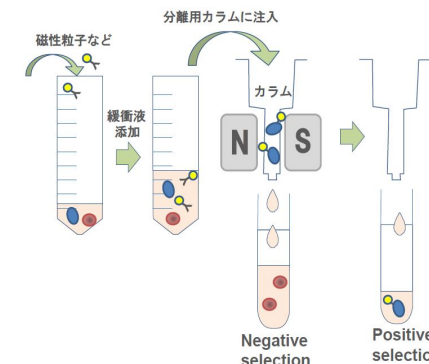 分離用カラムに注入
磁性粒子など
カラム
緩衝液
添加
N
S
Negative
selection
Positive